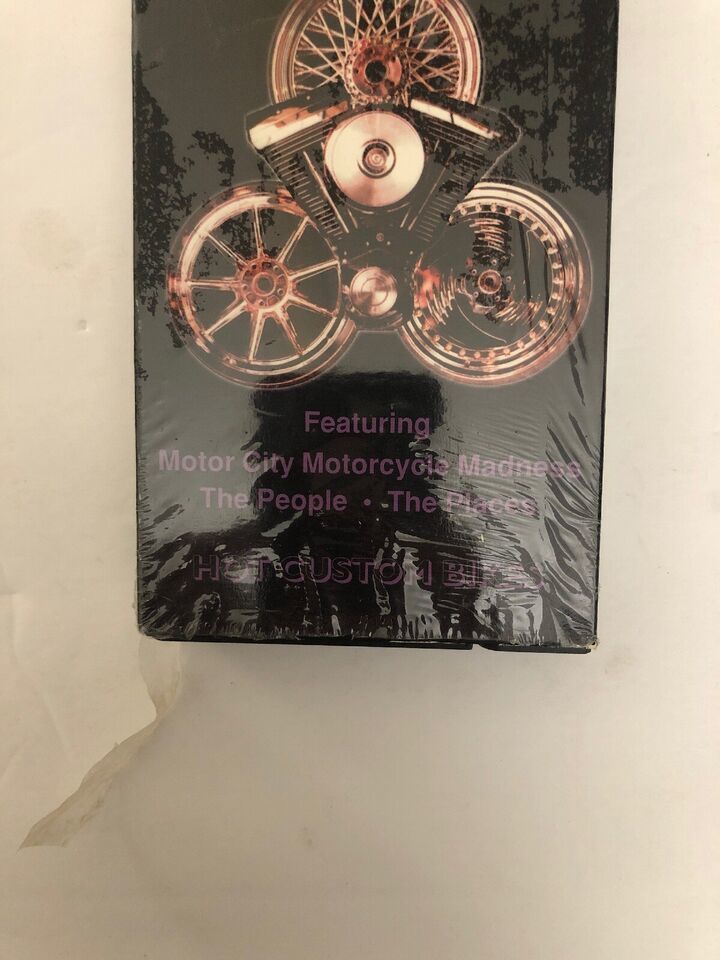 Featuring
Motor City Motorcycle Madness
The People • The Places
HOT CUSTOM BIKES